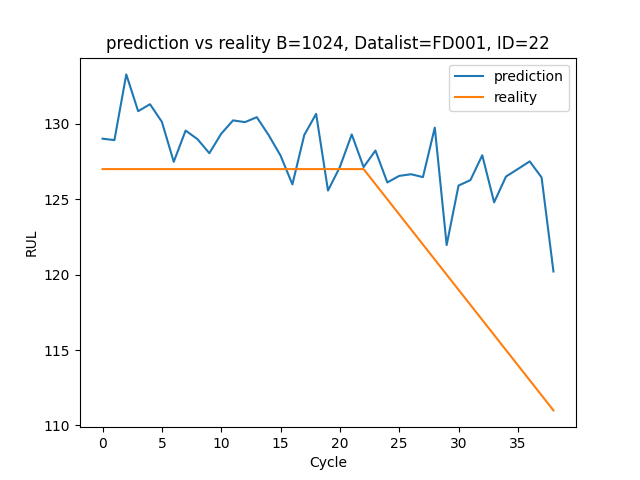 prediction vs reality B=1024, Datalist=FD001, ID=22
prediction
reality
130
125
120
115
110
RUL
0 5 10 15 20 25 30 35
Cycle